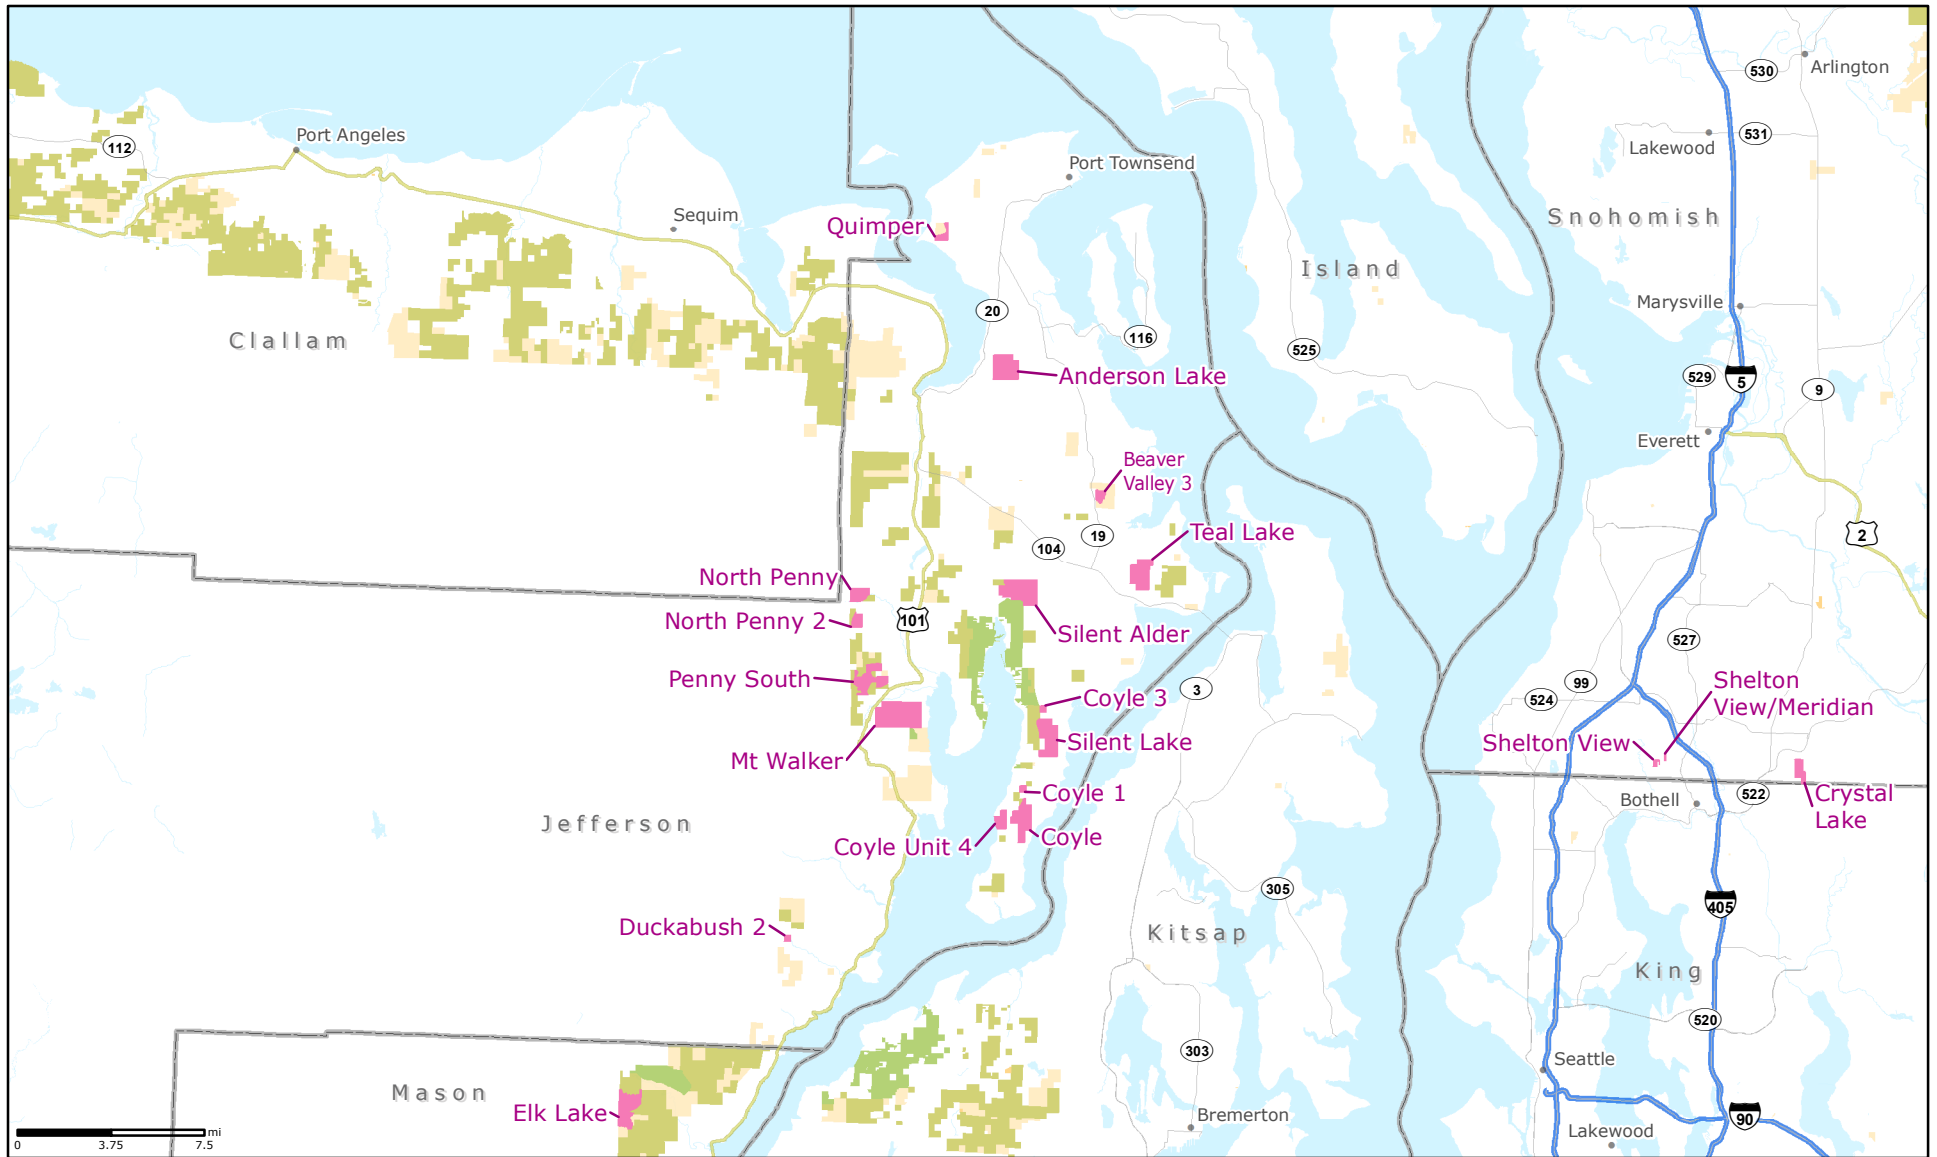 530
Arlington
Port Angeles
112
531
Lakewood
Port Townsend
Sequim
Snohomish
Quimper
Island
Marysville
20
116
Clallam
525
Anderson Lake
529
5
9
Everett
Beaver
Valley 3
Teal Lake
2
104
19
North Penny
North Penny 2
101
Silent Alder
527
Penny South
Coyle 3
3
99
524
Shelton
View/Meridian
Silent Lake
Shelton View
Mt Walker
Coyle 1
522
Bothell
Crystal
Lake
Jefferson
Coyle
Coyle Unit 4
305
405
Duckabush 2
Kitsap
King
520
303
Seattle
Mason
Elk Lake
Bremerton
90
Lakewood
mi
0
3.75
7.5